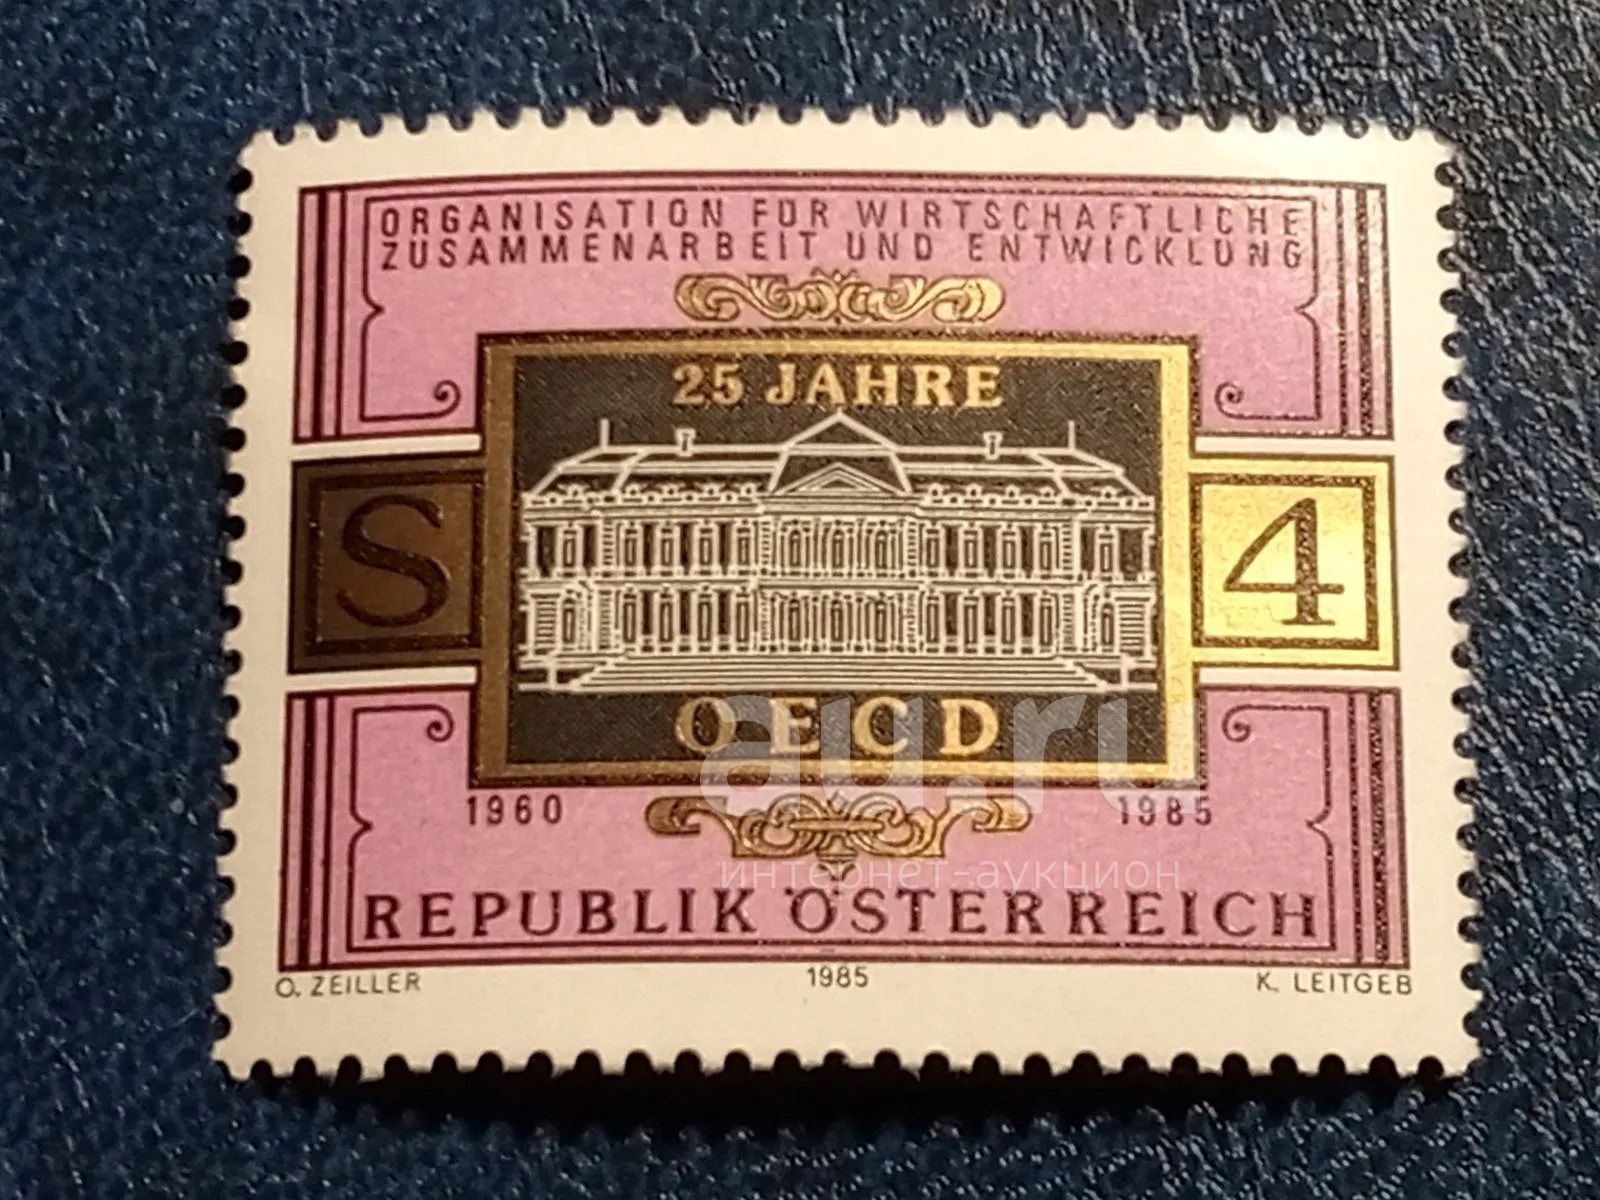 ORGANISATION FÜR WIRTSCHAFTLICHE
ZUSAMMENARBEIT UND ENTWICKLUNG
25 JAHRE
S 4
OECD
au.ru
1960 1985
интернет-аукцион
REPUBLIK ÖSTERREICH
O. ZEILLER 1985 K. LEITGEB